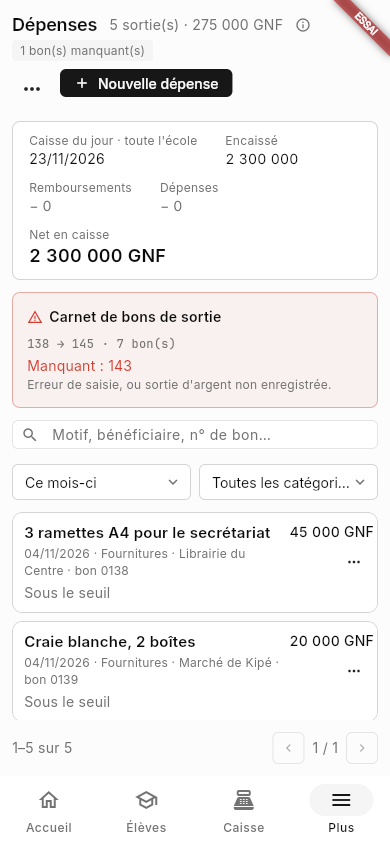 Dépenses 5 sortie(s) · 275 000 GNF
ESSAI
1 bon(s) manquant(s)
... + Nouvelle dépense
Caisse du jour · toute l'école Encaissé
23/11/2026 2 300 000
Remboursements Dépenses
− 0 − 0
Net en caisse
2 300 000 GNF
Carnet de bons de sortie
138 → 145 · 7 bon(s)
Manquant : 143
Erreur de saisie, ou sortie d'argent non enregistrée.
Motif, bénéficiaire, n° de bon...
Ce mois-ci Toutes les catégori...
3 ramettes A4 pour le secrétariat 45 000 GNF
04/11/2026 · Fournitures · Librairie du
Centre · bon 0138
Sous le seuil
Craie blanche, 2 boîtes 20 000 GNF
04/11/2026 · Fournitures · Marché de Kipé ·
bon 0139
Sous le seuil
1–5 sur 5 1 / 1
Accueil Élèves Caisse Plus